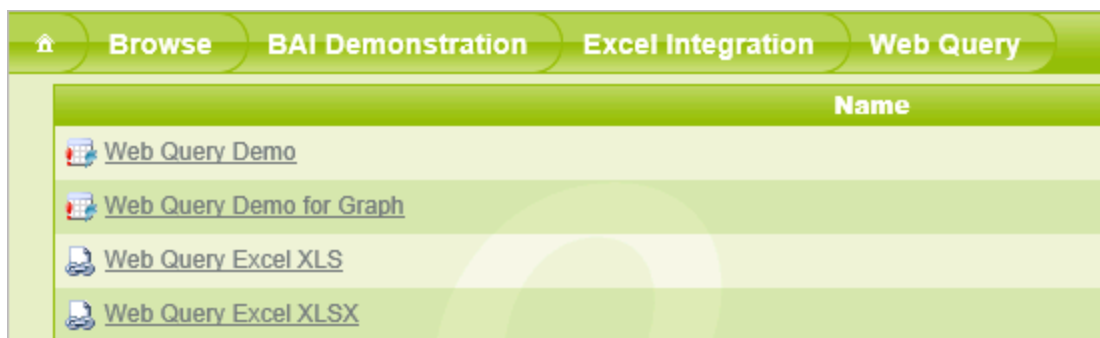 Browse BAI Demonstration Excel Integration Web Query
Name
Web Query Demo
Web Query Demo for Graph
Web Query Excel XLS
Web Query Excel XLSX